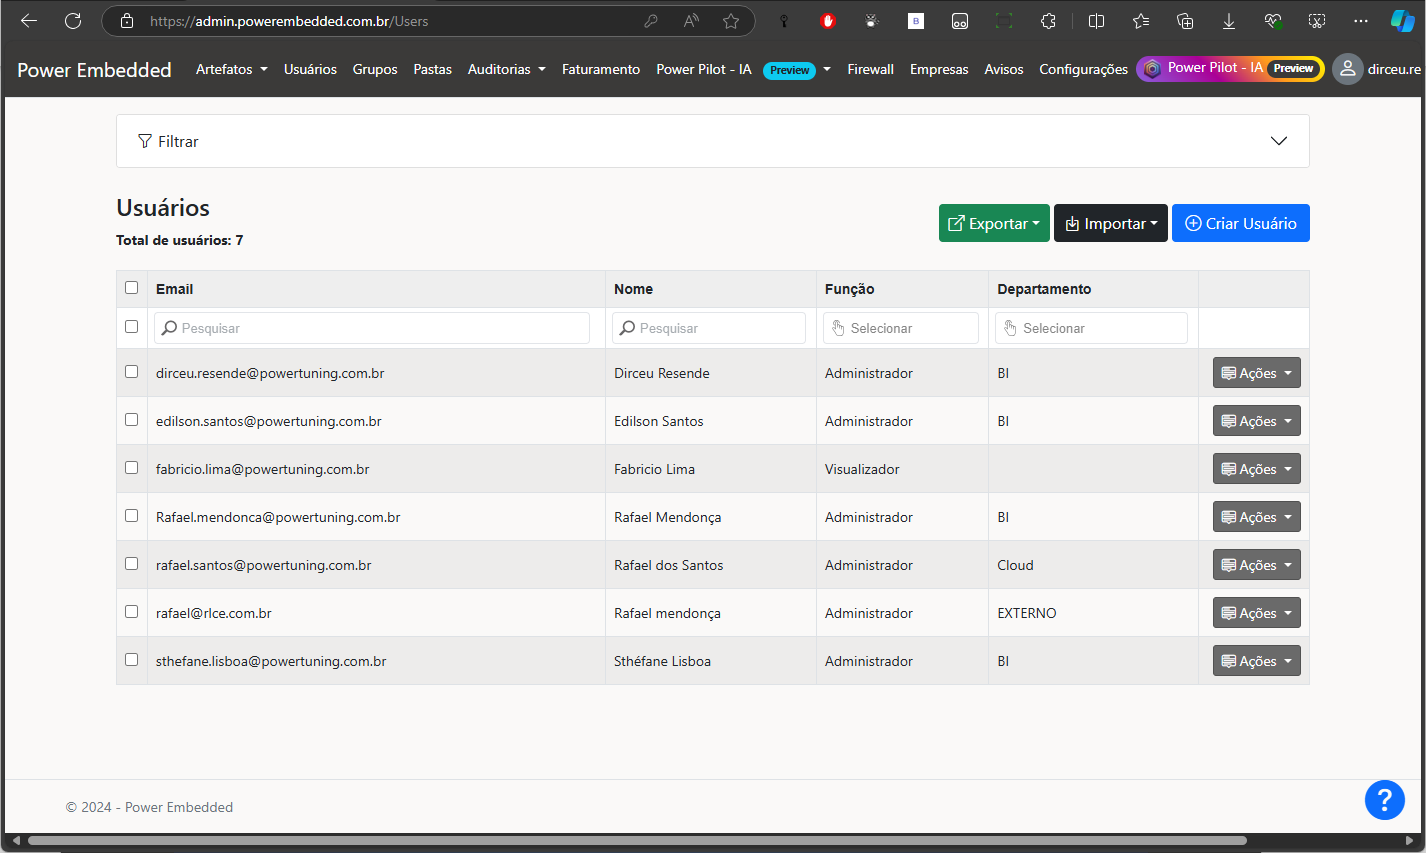 https://admin.powerembedded.com.br/Users
Power Embedded Artefatos Usuários Grupos Pastas Auditorias Faturamento Power Pilot - IA Preview Firewall Empresas Avisos Configurações Power Pilot - IA Preview dirceu.re
Filtrar
Usuários
Total de usuários: 7
Exportar Importar Criar Usuário
Email Nome Função Departamento
Pesquisar Pesquisar Selecionar Selecionar
dirceu.resende@powertuning.com.br Dirceu Resende Administrador BI Ações
edilson.santos@powertuning.com.br Edilson Santos Administrador BI Ações
fabricio.lima@powertuning.com.br Fabricio Lima Visualizador Ações
Rafael.mendonca@powertuning.com.br Rafael Mendonça Administrador BI Ações
rafael.santos@powertuning.com.br Rafael dos Santos Administrador Cloud Ações
rafael@rlce.com.br Rafael mendonça Administrador EXTERNO Ações
sthefane.lisboa@powertuning.com.br Sthéfane Lisboa Administrador BI Ações
© 2024 - Power Embedded
?